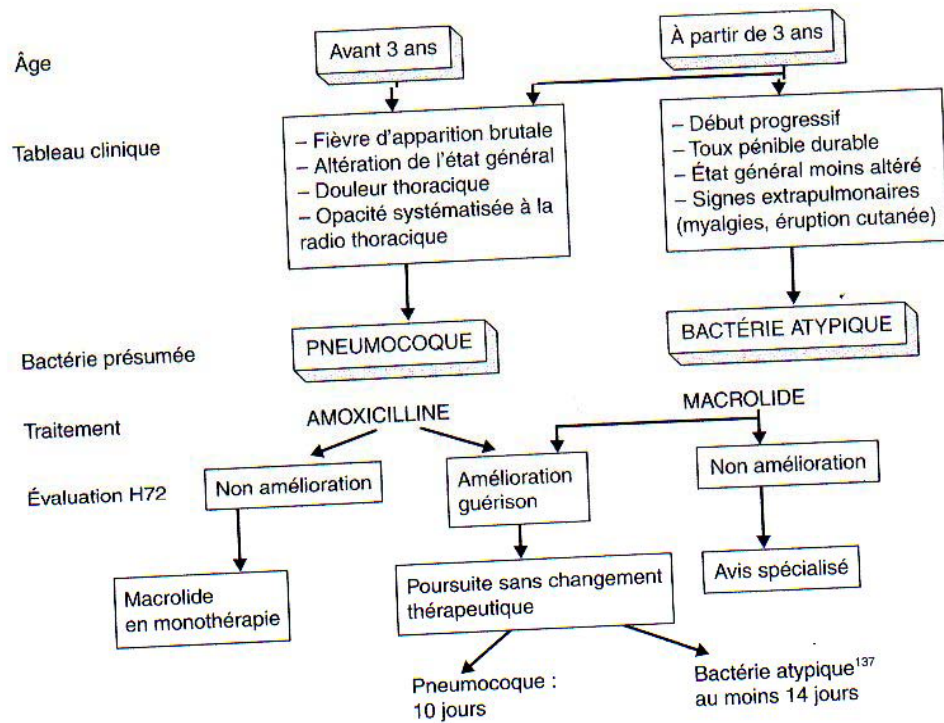 Âge
Avant 3 ans
À partir de 3 ans
Tableau clinique
– Fièvre d'apparition brutale
– Altération de l'état général
– Douleur thoracique
– Opacité systématisée à la
radio thoracique
– Début progressif
– Toux pénible durable
– État général moins altéré
– Signes extrapulmonaires
(myalgies, éruption cutanée)
Bactérie présumée
PNEUMOCOQUE
BACTÉRIE ATYPIQUE
Traitement
AMOXICILLINE
MACROLIDE
Évaluation H72
Non amélioration
Amélioration
guérison
Non amélioration
Macrolide
en monothérapie
Poursuite sans changement
thérapeutique
Avis spécialisé
Pneumocoque :
10 jours
Bactérie atypique137
au moins 14 jours